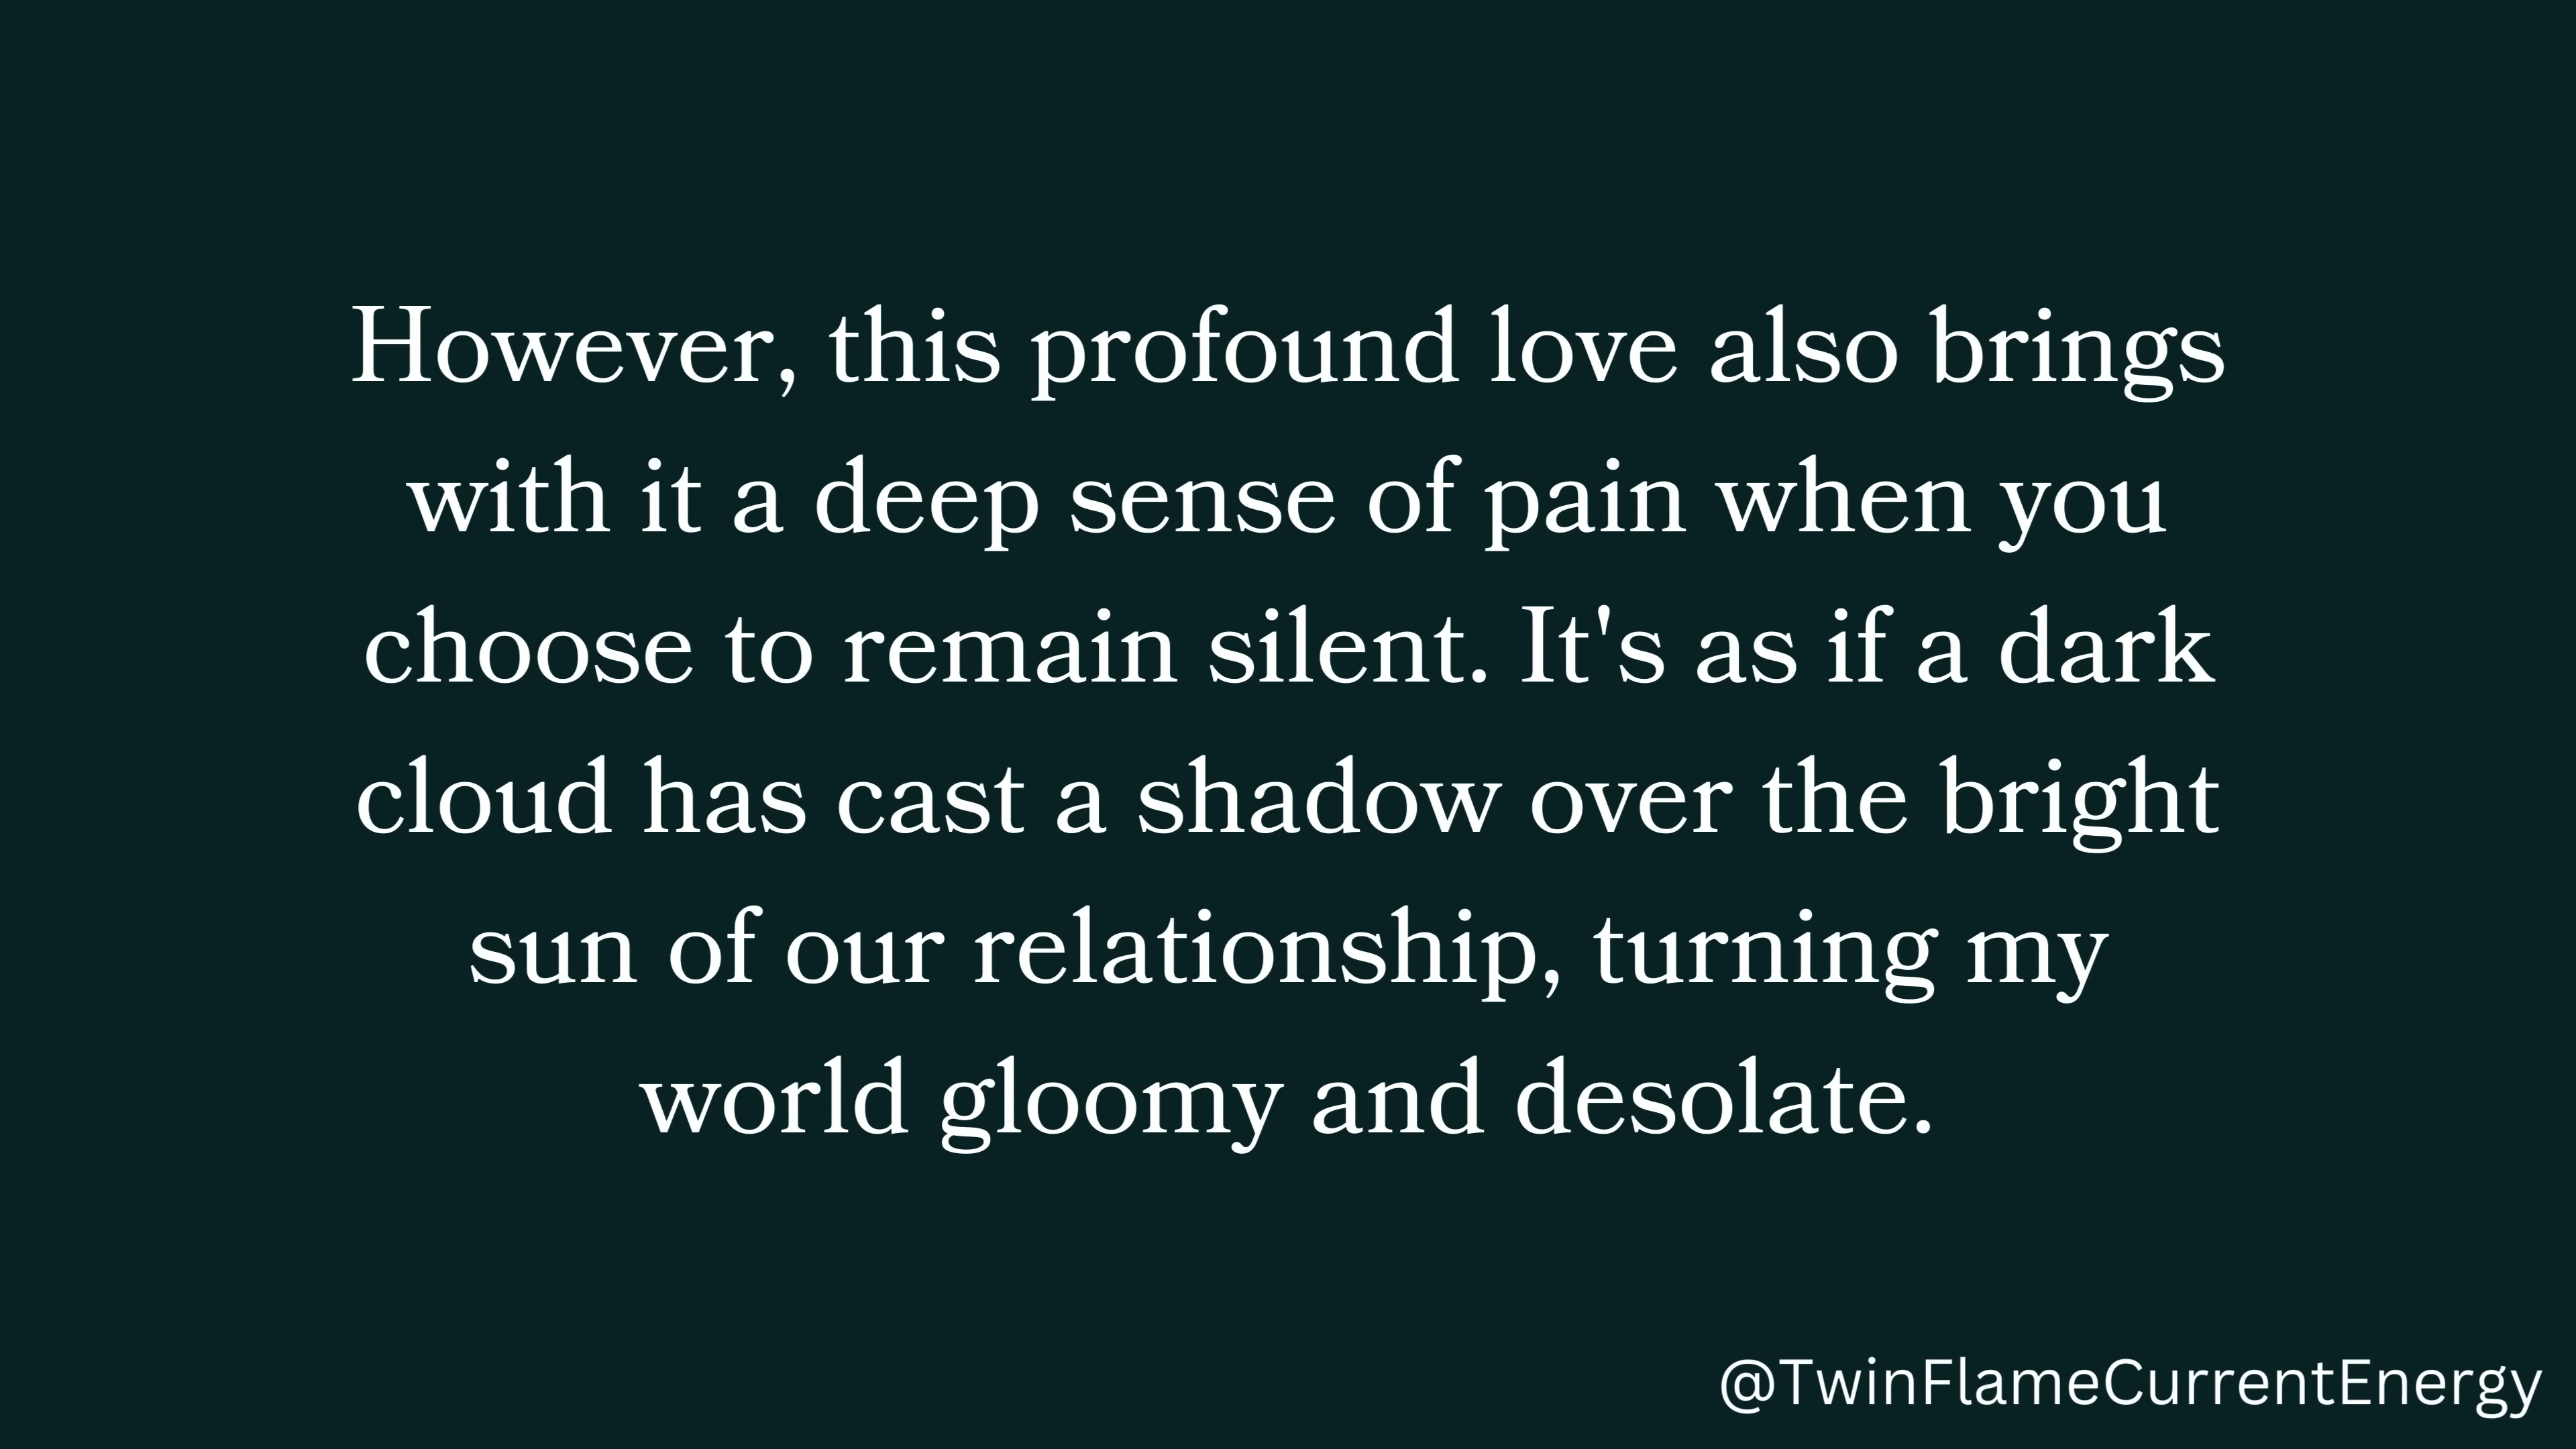 However, this profound love also brings
with it a deep sense of pain when you
choose to remain silent. It's as if a dark
cloud has cast a shadow over the bright
sun of our relationship, turning my
world gloomy and desolate.
@TwinFlameCurrentEnergy